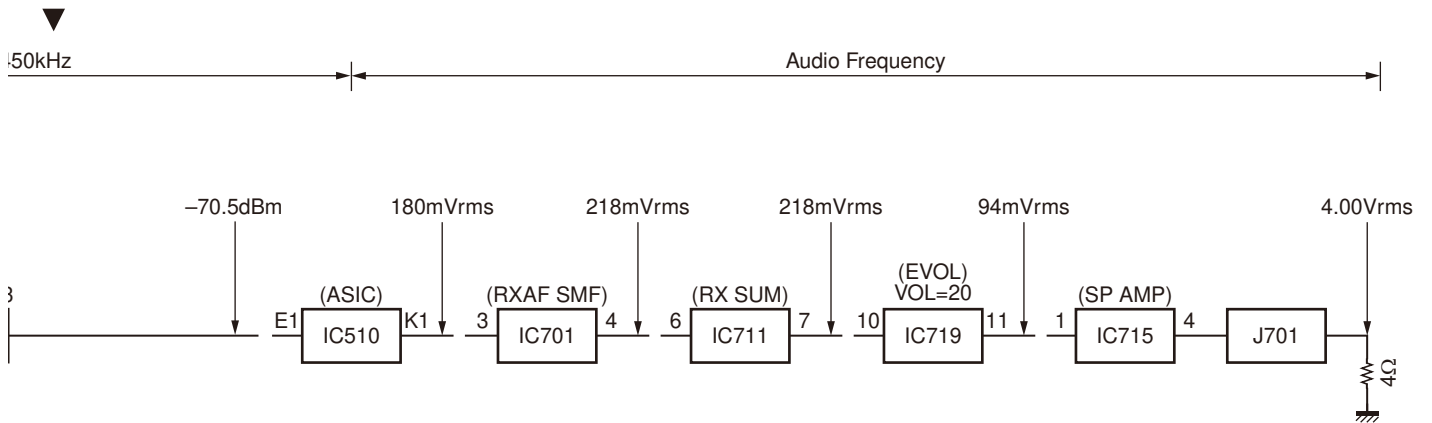 50kHz
Audio Frequency
–70.5dBm
180mVrms
218mVrms
218mVrms
94mVrms
4.00Vrms
(ASIC)
(RXAF SMF)
(RX SUM)
(EVOL)
VOL=20
(SP AMP)
E1
IC510
K1
3
IC701
4
6
IC711
7
10
IC719
11
1
IC715
4
J701
4Ω